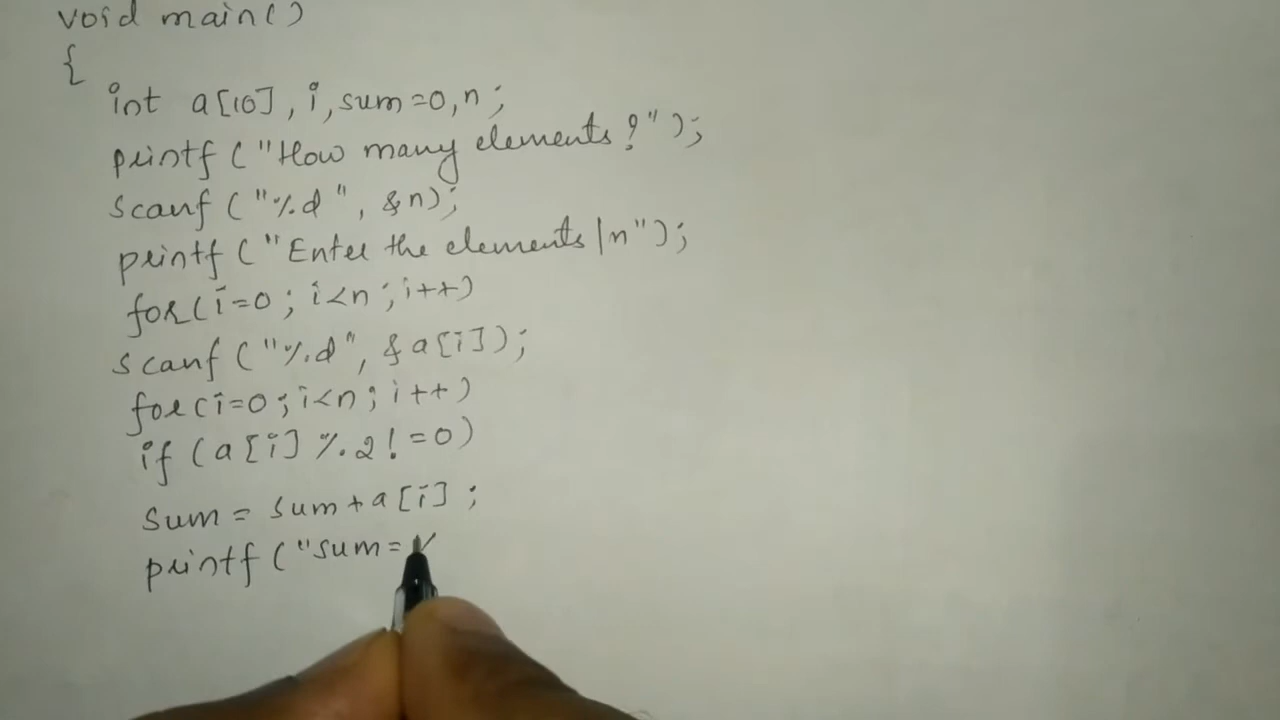 void main()
{
int a[10], i, sum=0, n;
printf ("How many elements?");
scanf ("%d", &n);
printf ("Enter the elements\n");
for(i=0; i<n; i++)
scanf ("%d", &a[i]);
for(i=0; i<n; i++)
if (a[i] %2 != 0)
sum = sum+a[i];
printf ("sum=